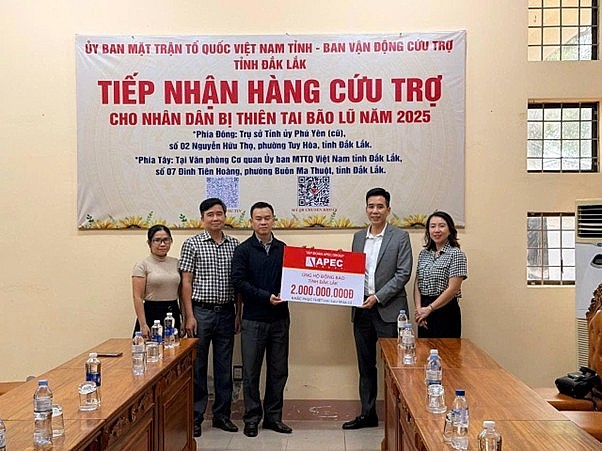 ỦY BAN MẶT TRẬN TỔ QUỐC VIỆT NAM TỈNH - BAN VẬN ĐỘNG CỨU TRỢ
TỈNH ĐẮK LẮK
TIẾP NHẬN HÀNG CỨU TRỢ
CHO NHÂN DÂN BỊ THIÊN TAI BÃO LŨ NĂM 2025
*Phía Đông: Trụ sở Tỉnh ủy Phú Yên (cũ),
số 02 Nguyễn Hữu Thọ, phường Tuy Hòa, tỉnh Đắk Lắk.
*Phía Tây: Tại Văn phòng Cơ quan Ủy ban MTTQ Việt Nam tỉnh Đắk Lắk,
số 07 Đinh Tiên Hoàng, phường Buôn Ma Thuột, tỉnh Đắk Lắk.
TẬP ĐOÀN APEC GROUP
APEC
ỦNG HỘ ĐỒNG BÀO
TỈNH ĐẮK LẮK
2.000.000.000Đ